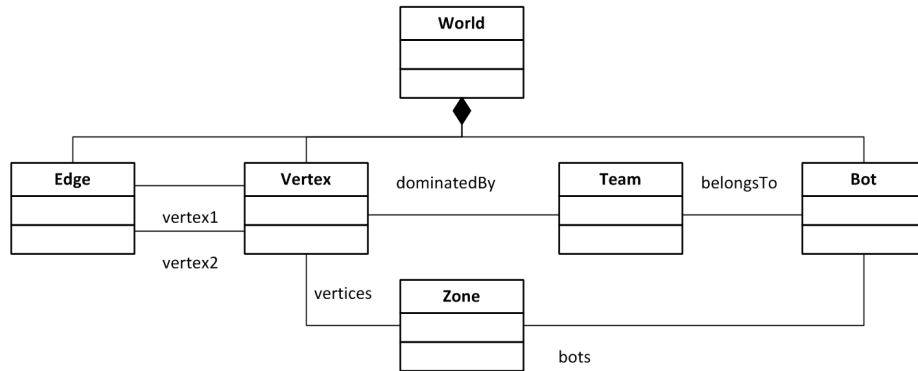 World
Edge
Vertex
dominatedBy
Team
belongsTo
Bot
vertex1
vertex2
vertices
Zone
bots